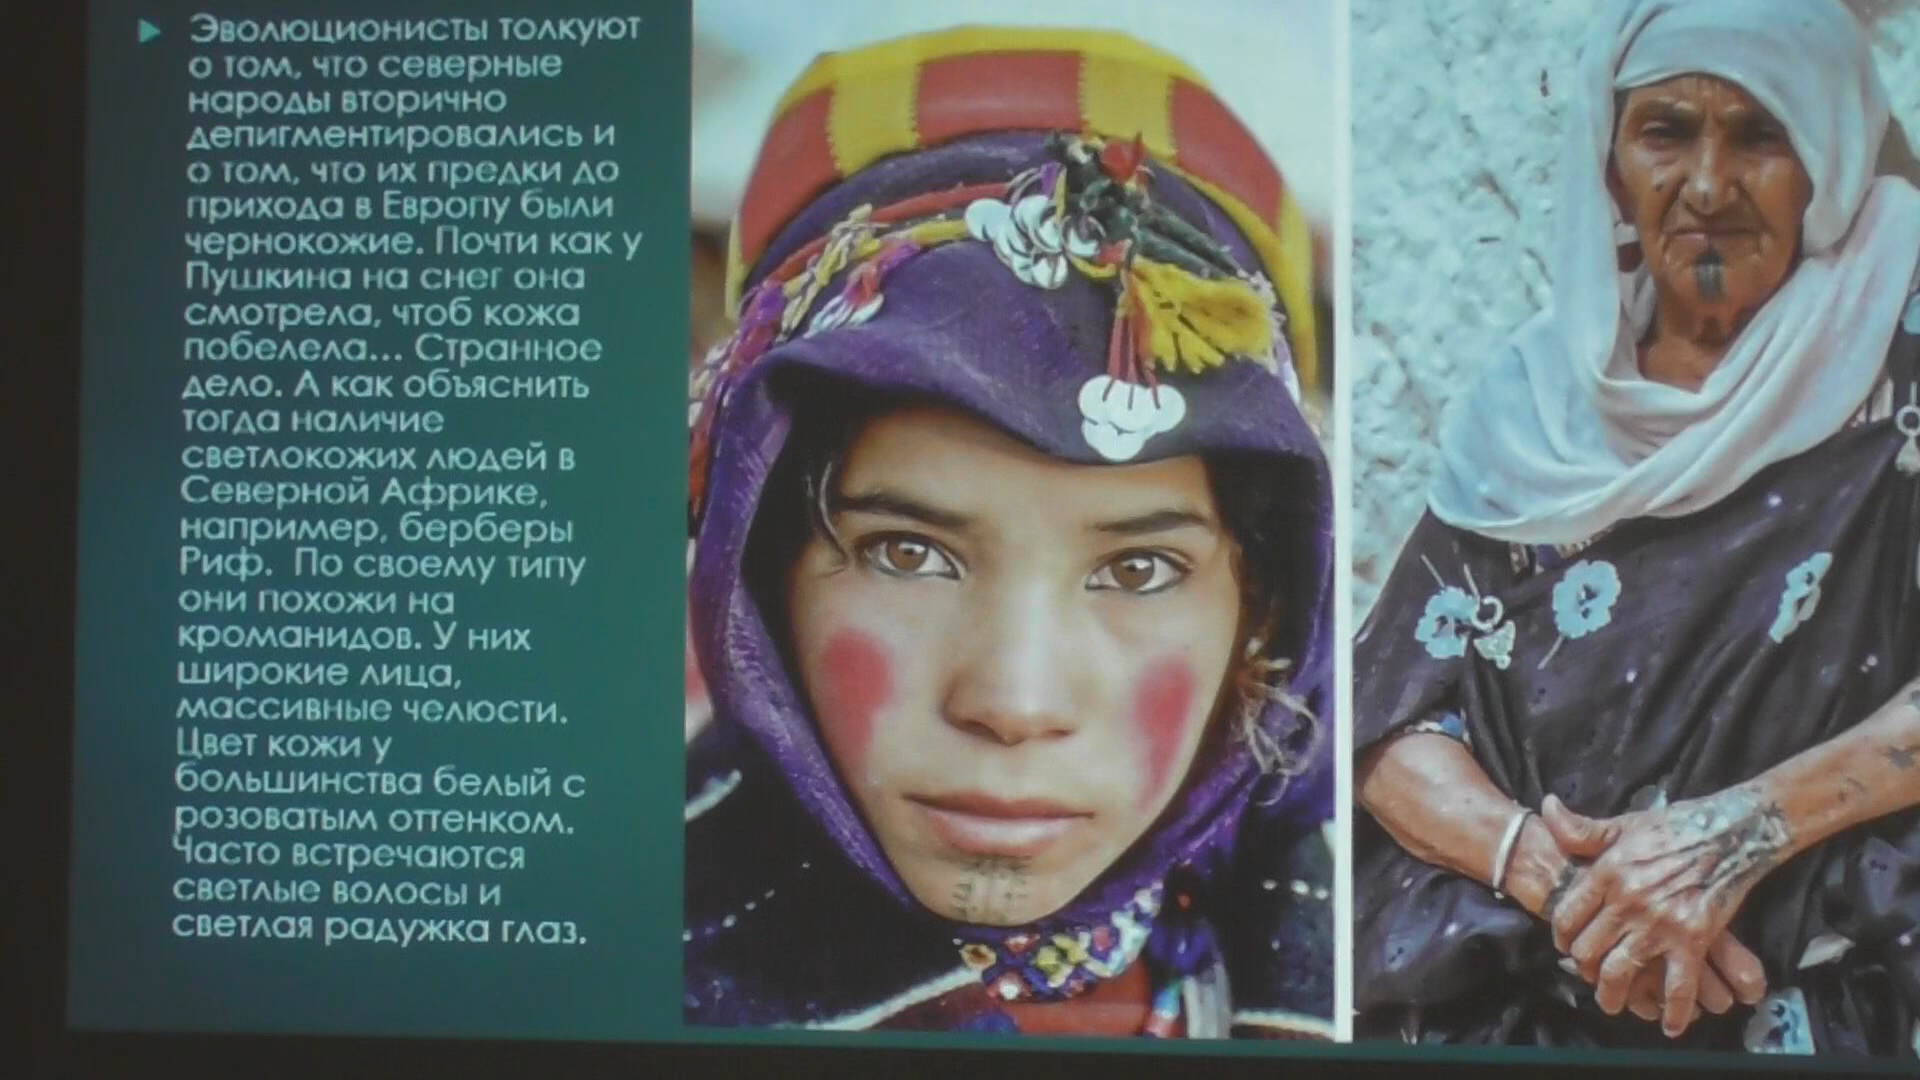 Эволюционисты толкуют
о том, что северные
народы вторично
депигментировались и
о том, что их предки до
прихода в Европу были
чернокожие. Почти как у
Пушкина на снег она
смотрела, чтоб кожа
побелела... Странное
дело. А как объяснить
тогда наличие
светлокожих людей в
Северной Африке,
например, берберы
Риф. По своему типу
они похожи на
кроманидов. У них
широкие лица,
массивные челюсти.
Цвет кожи у
большинства белый с
розоватым оттенком.
Часто встречаются
светлые волосы и
светлая радужка глаз.